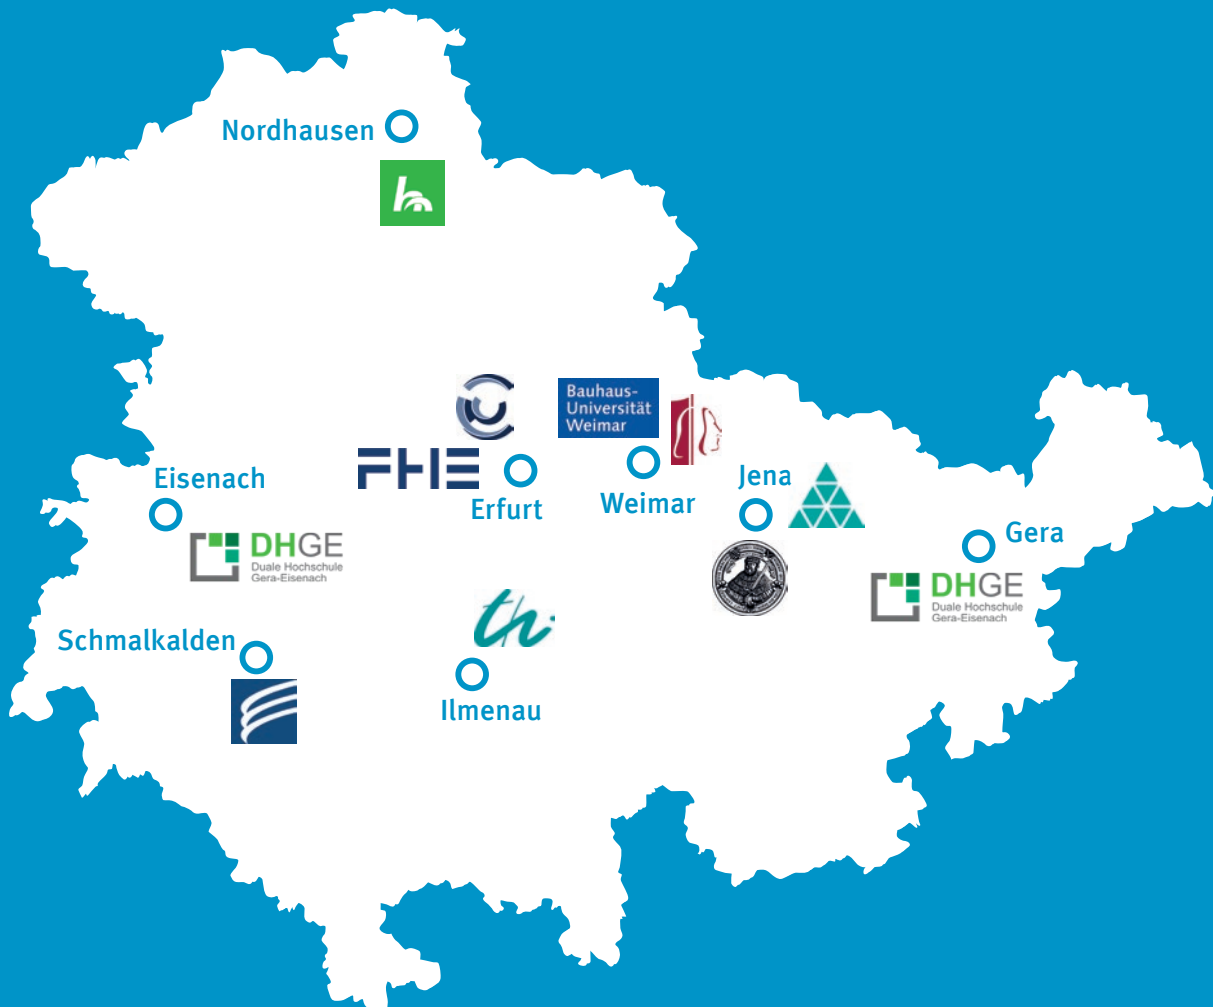 Nordhausen
Bauhaus-
Universität
Weimar
FHE
Eisenach
Erfurt
Weimar
Jena
Gera
DHGE
Duale Hochschule
Gera-Eisenach
DHGE
Duale Hochschule
Gera-Eisenach
th
Schmalkalden
Ilmenau